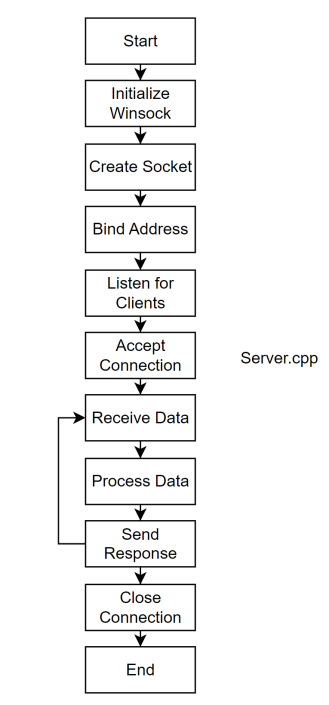 Start
Initialize
Winsock
Create Socket
Bind Address
Listen for
Clients
Accept
Connection
Server.cpp
Receive Data
Process Data
Send
Response
Close
Connection
End